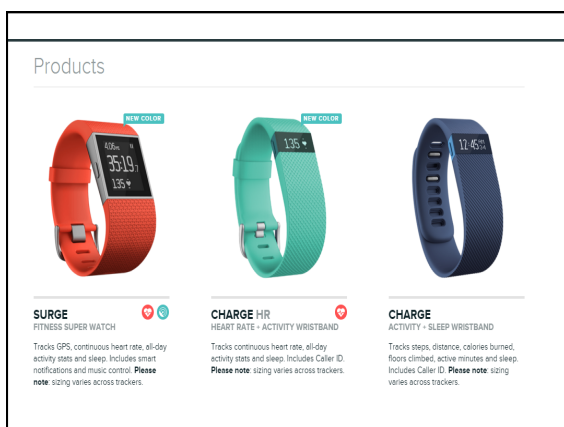 Products
NEW COLOR
NEW COLOR
35:19
135
135
12:45
SURGE
FITNESS SUPER WATCH
Tracks GPS, continuous heart rate, all-day
activity stats and sleep. Includes smart
notifications and music control. Please
note: sizing varies across trackers.
CHARGE HR
HEART RATE + ACTIVITY WRISTBAND
Tracks continuous heart rate, all-day
activity stats and sleep. Includes Caller ID.
Please note: sizing varies across trackers.
CHARGE
ACTIVITY + SLEEP WRISTBAND
Tracks steps, distance, calories burned,
floors climbed, active minutes and sleep.
Includes Caller ID. Please note: sizing
varies across trackers.